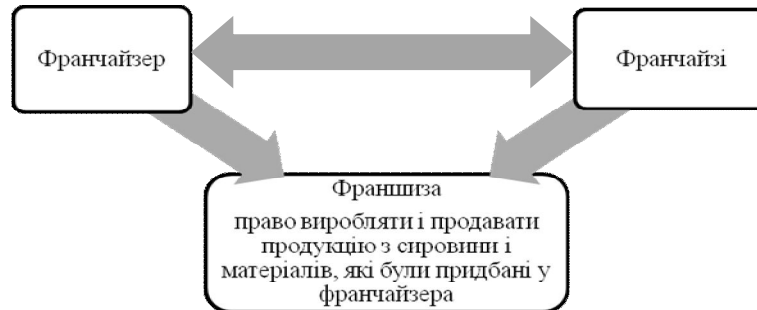 Франчайзер
Франчайзі
Франшиза
право виробляти і продавати
продукцію з сировини і
матеріалів, які були придбані у
франчайзера